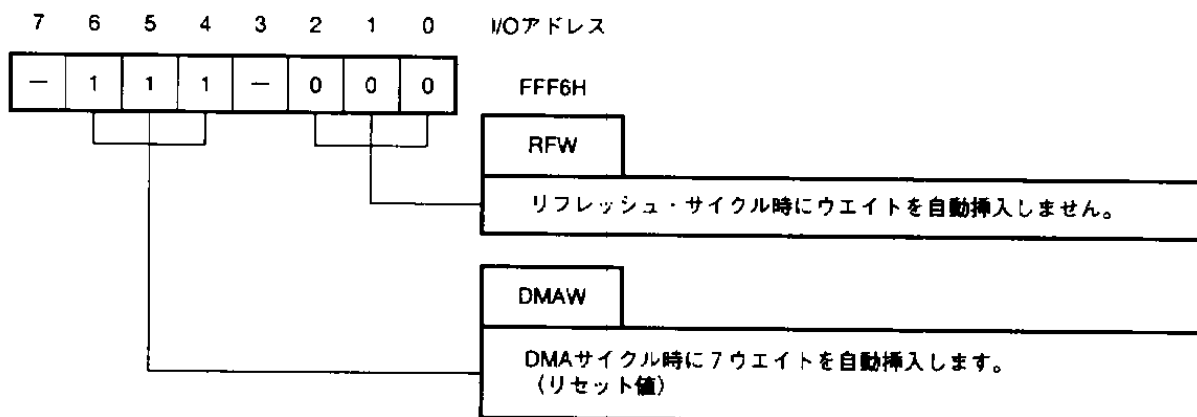 7 6 5 4 3 2 1 0 I/Oアドレス
− 1 1 1 − 0 0 0 FFF6H
RFW
リフレッシュ・サイクル時にウエイトを自動挿入しません。
DMAW
DMAサイクル時に7ウエイトを自動挿入します。
(リセット値)